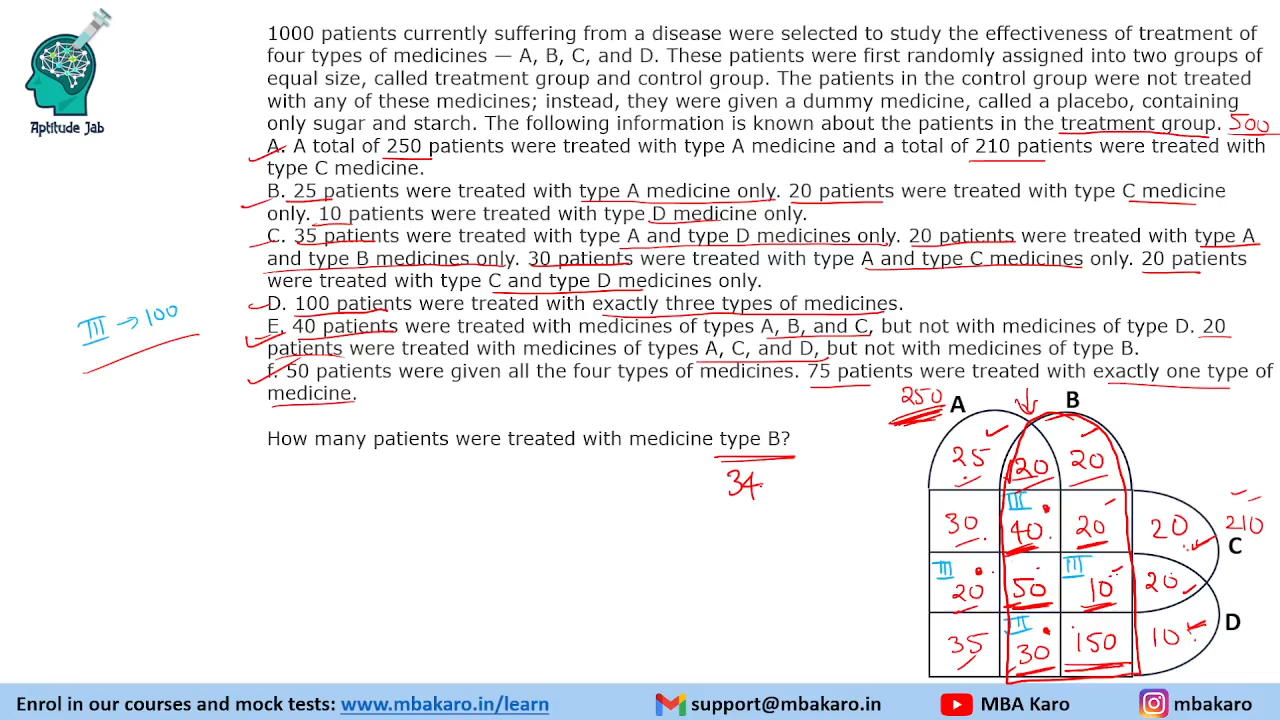 Aptitude Jab
1000 patients currently suffering from a disease were selected to study the effectiveness of treatment of
four types of medicines — A, B, C, and D. These patients were first randomly assigned into two groups of
equal size, called treatment group and control group. The patients in the control group were not treated
with any of these medicines; instead, they were given a dummy medicine, called a placebo, containing
only sugar and starch. The following information is known about the patients in the treatment group. 500
A. A total of 250 patients were treated with type A medicine and a total of 210 patients were treated with
type C medicine.
B. 25 patients were treated with type A medicine only. 20 patients were treated with type C medicine
only. 10 patients were treated with type D medicine only.
C. 35 patients were treated with type A and type D medicines only. 20 patients were treated with type A
and type B medicines only. 30 patients were treated with type A and type C medicines only. 20 patients
were treated with type C and type D medicines only.
D. 100 patients were treated with exactly three types of medicines.
III → 100
E. 40 patients were treated with medicines of types A, B, and C, but not with medicines of type D. 20
patients were treated with medicines of types A, C, and D, but not with medicines of type B.
f. 50 patients were given all the four types of medicines. 75 patients were treated with exactly one type of
medicine.
250 A B
How many patients were treated with medicine type B?
34
25 20 20
III
30 40 20 20 210
C
III III
20 50 10 20
D
III
35 30 150 10
Enrol in our courses and mock tests: www.mbakaro.in/learn support@mbakaro.in MBA Karo mbakaro